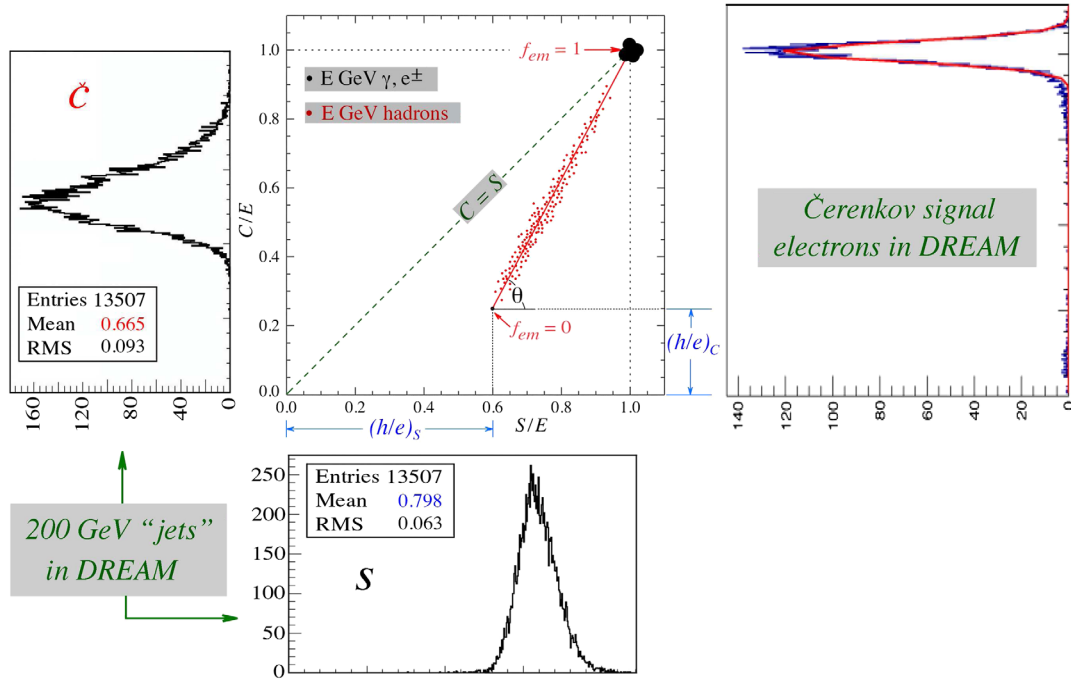 Č
Entries 13507
Mean 0.665
RMS 0.093
160
120
80
40
0
C/E
1.0
0.8
0.6
0.4
0.2
0.0
f_em = 1
• E GeV γ, e±
• E GeV hadrons
C = S
θ
f_em = 0
(h/e)_C
0.0 0.2 0.4 0.6 0.8 1.0
(h/e)_S
S/E
Čerenkov signal
electrons in DREAM
140 120 100 80 60 40 20 0
200 GeV “jets”
in DREAM
250
200
150
100
50
0
Entries 13507
Mean 0.798
RMS 0.063
S